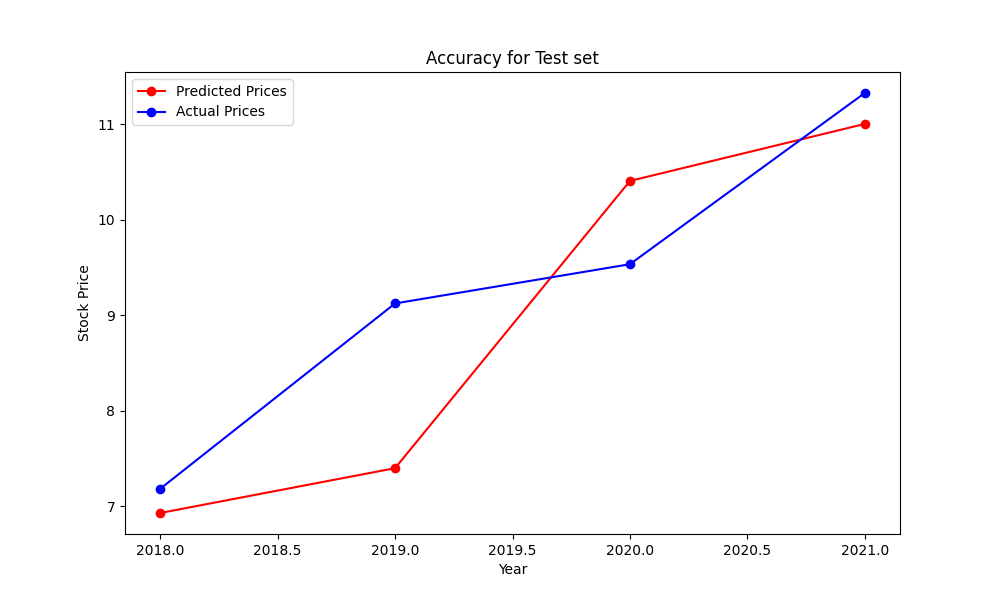 Accuracy for Test set
Predicted Prices
Actual Prices
Stock Price
11
10
9
8
7
2018.0 2018.5 2019.0 2019.5 2020.0 2020.5 2021.0
Year